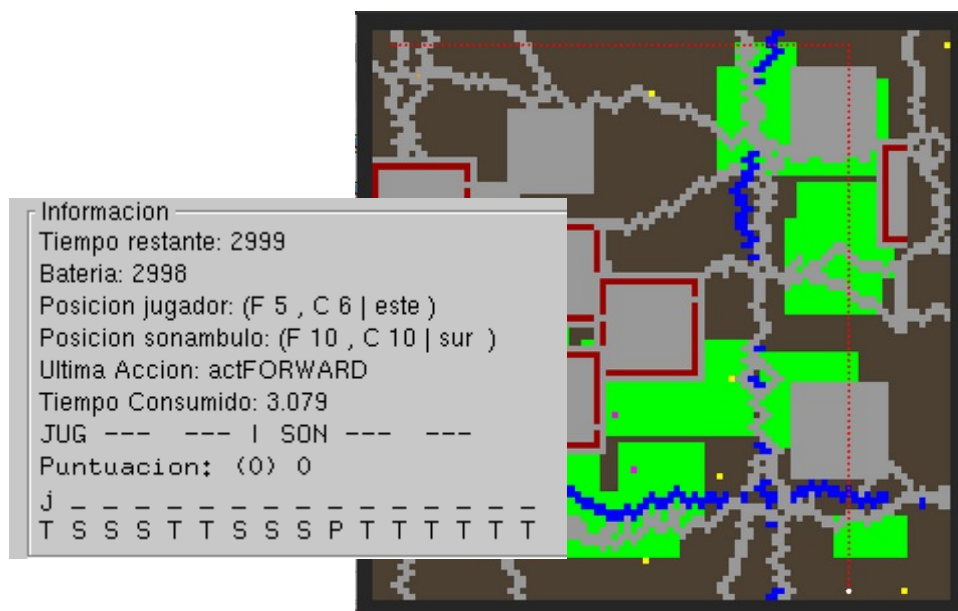 Informacion
Tiempo restante: 2999
Bateria: 2998
Posicion jugador: (F 5 , C 6 | este )
Posicion sonambulo: (F 10 , C 10 | sur )
Ultima Accion: actFORWARD
Tiempo Consumido: 3.079
JUG --- --- | SON --- ---
Puntuacion: (0) 0
j _ _ _ _ _ _ _ _ _ _ _ _ _ _ _
T S S S T T S S S P T T T T T T